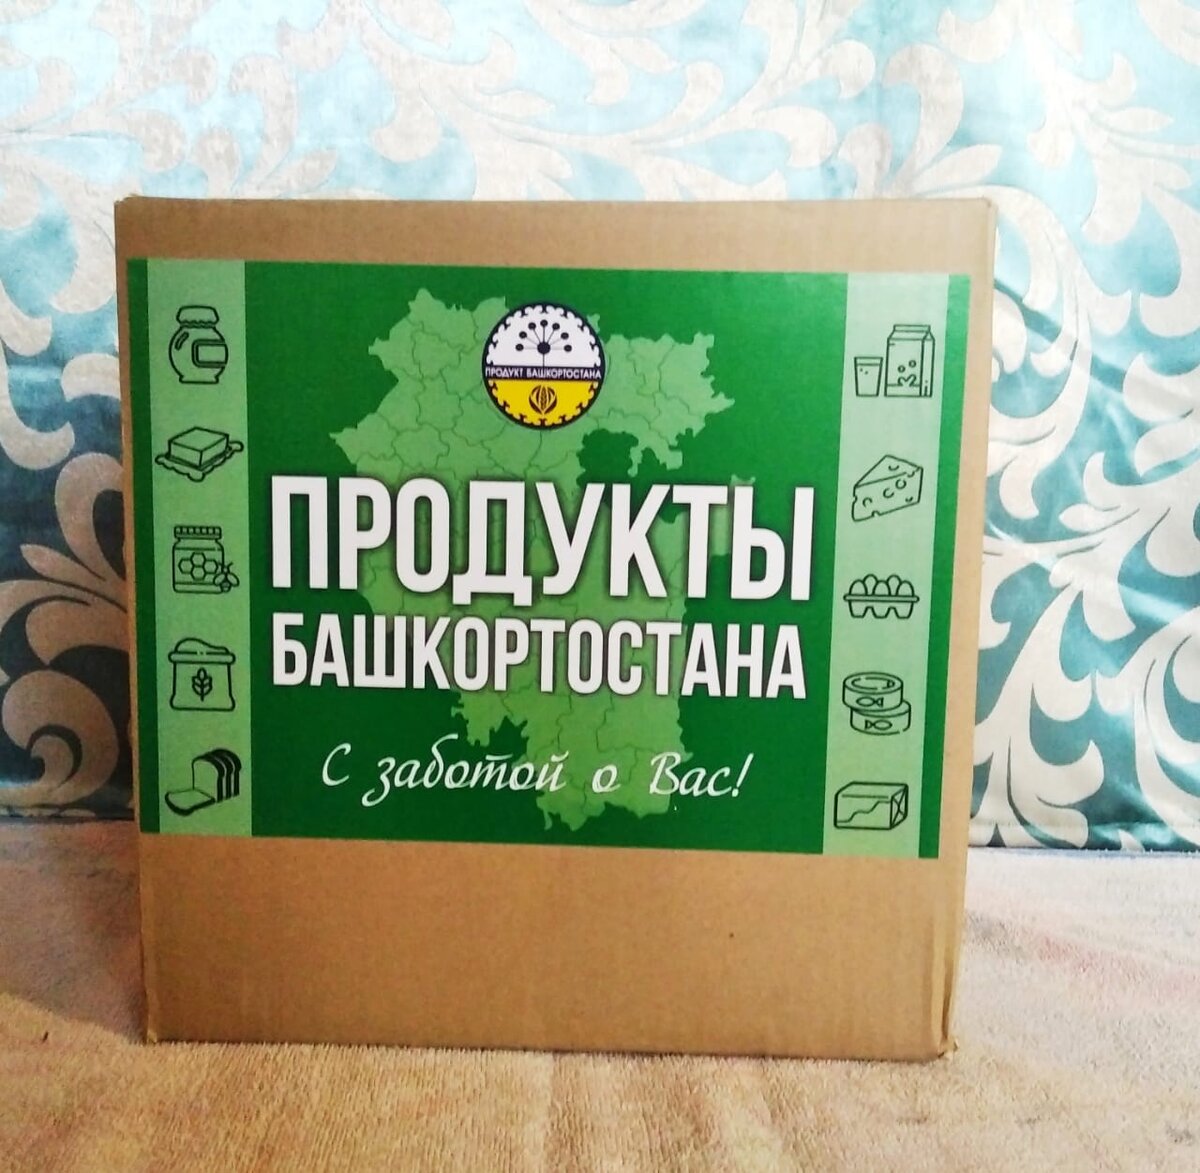 ПРОДУКТ БАШКОРТОСТАНА
ПРОДУКТЫ
БАШКОРТОСТАНА
С заботой о Вас!